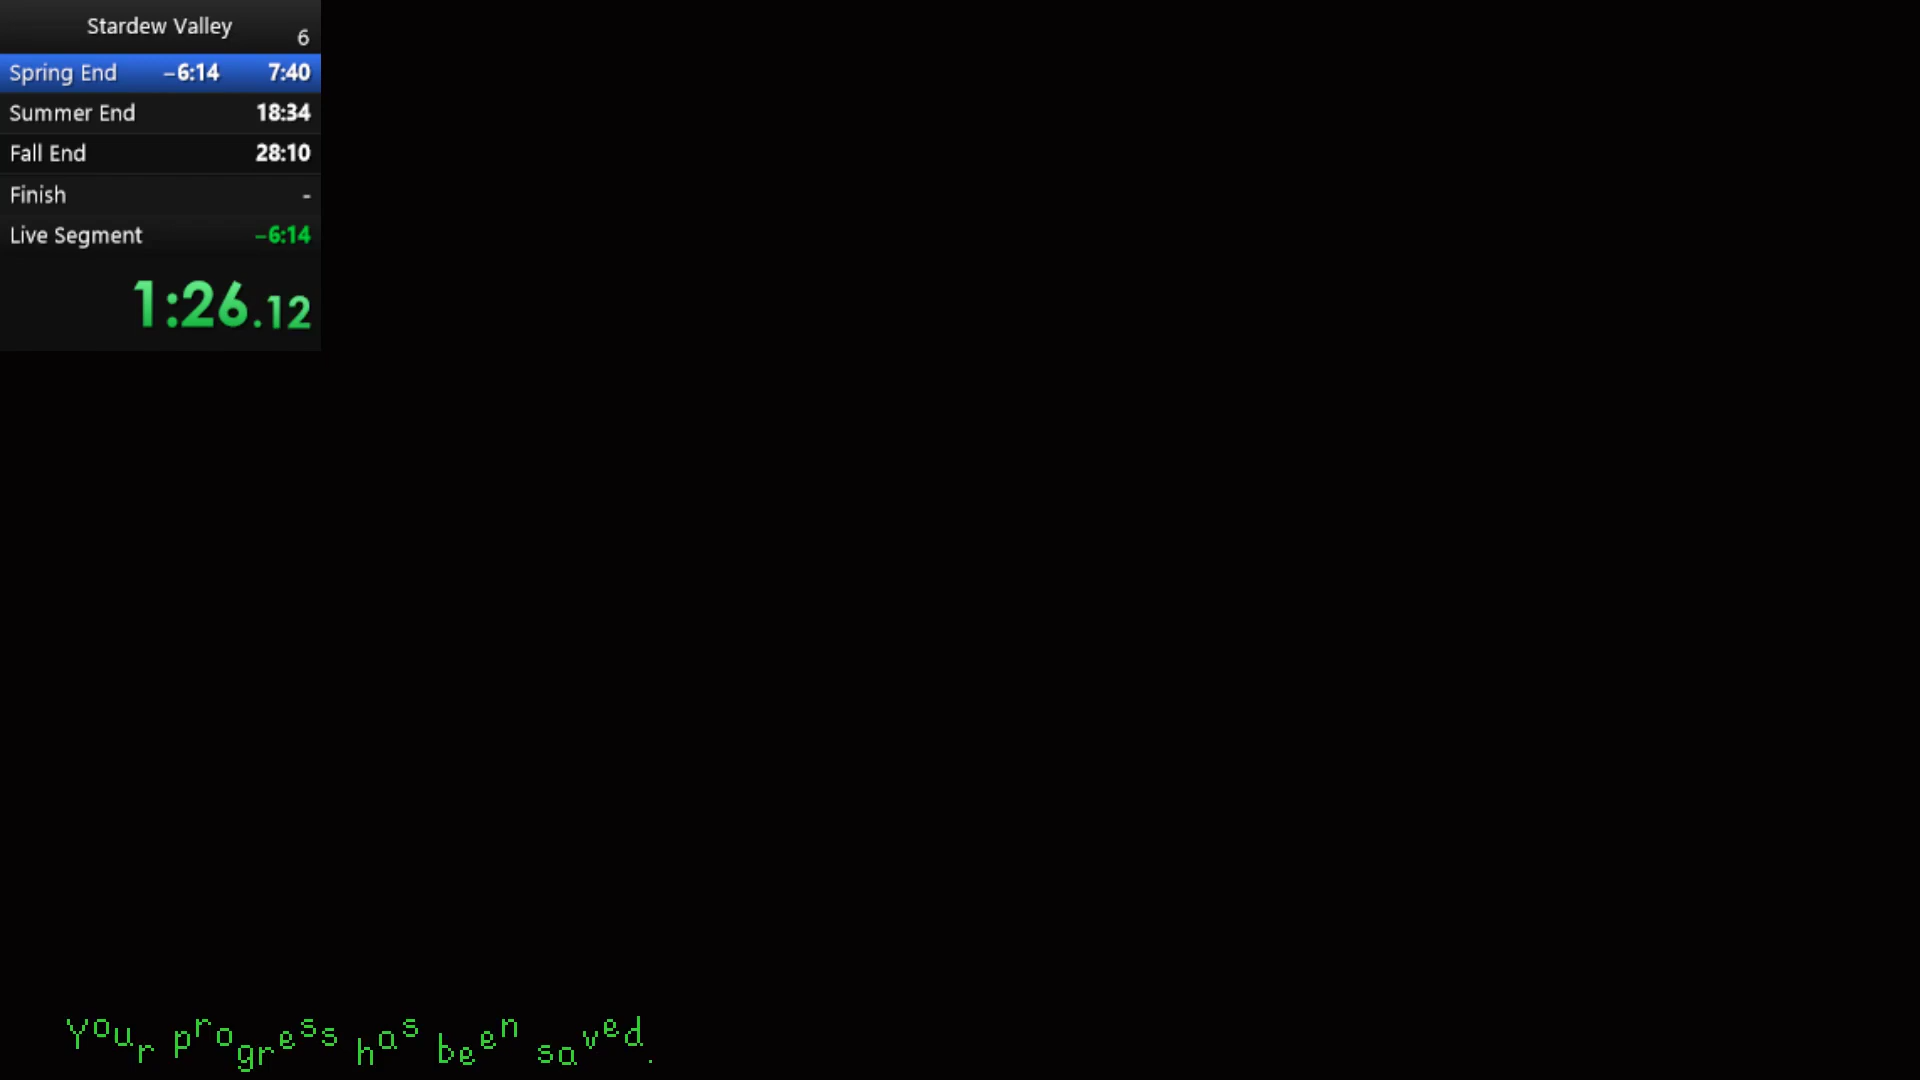 Stardew Valley
6
Spring End −6:14 7:40
Summer End 18:34
Fall End 28:10
Finish -
Live Segment −6:14
1:26.12
Your progress has been saved.